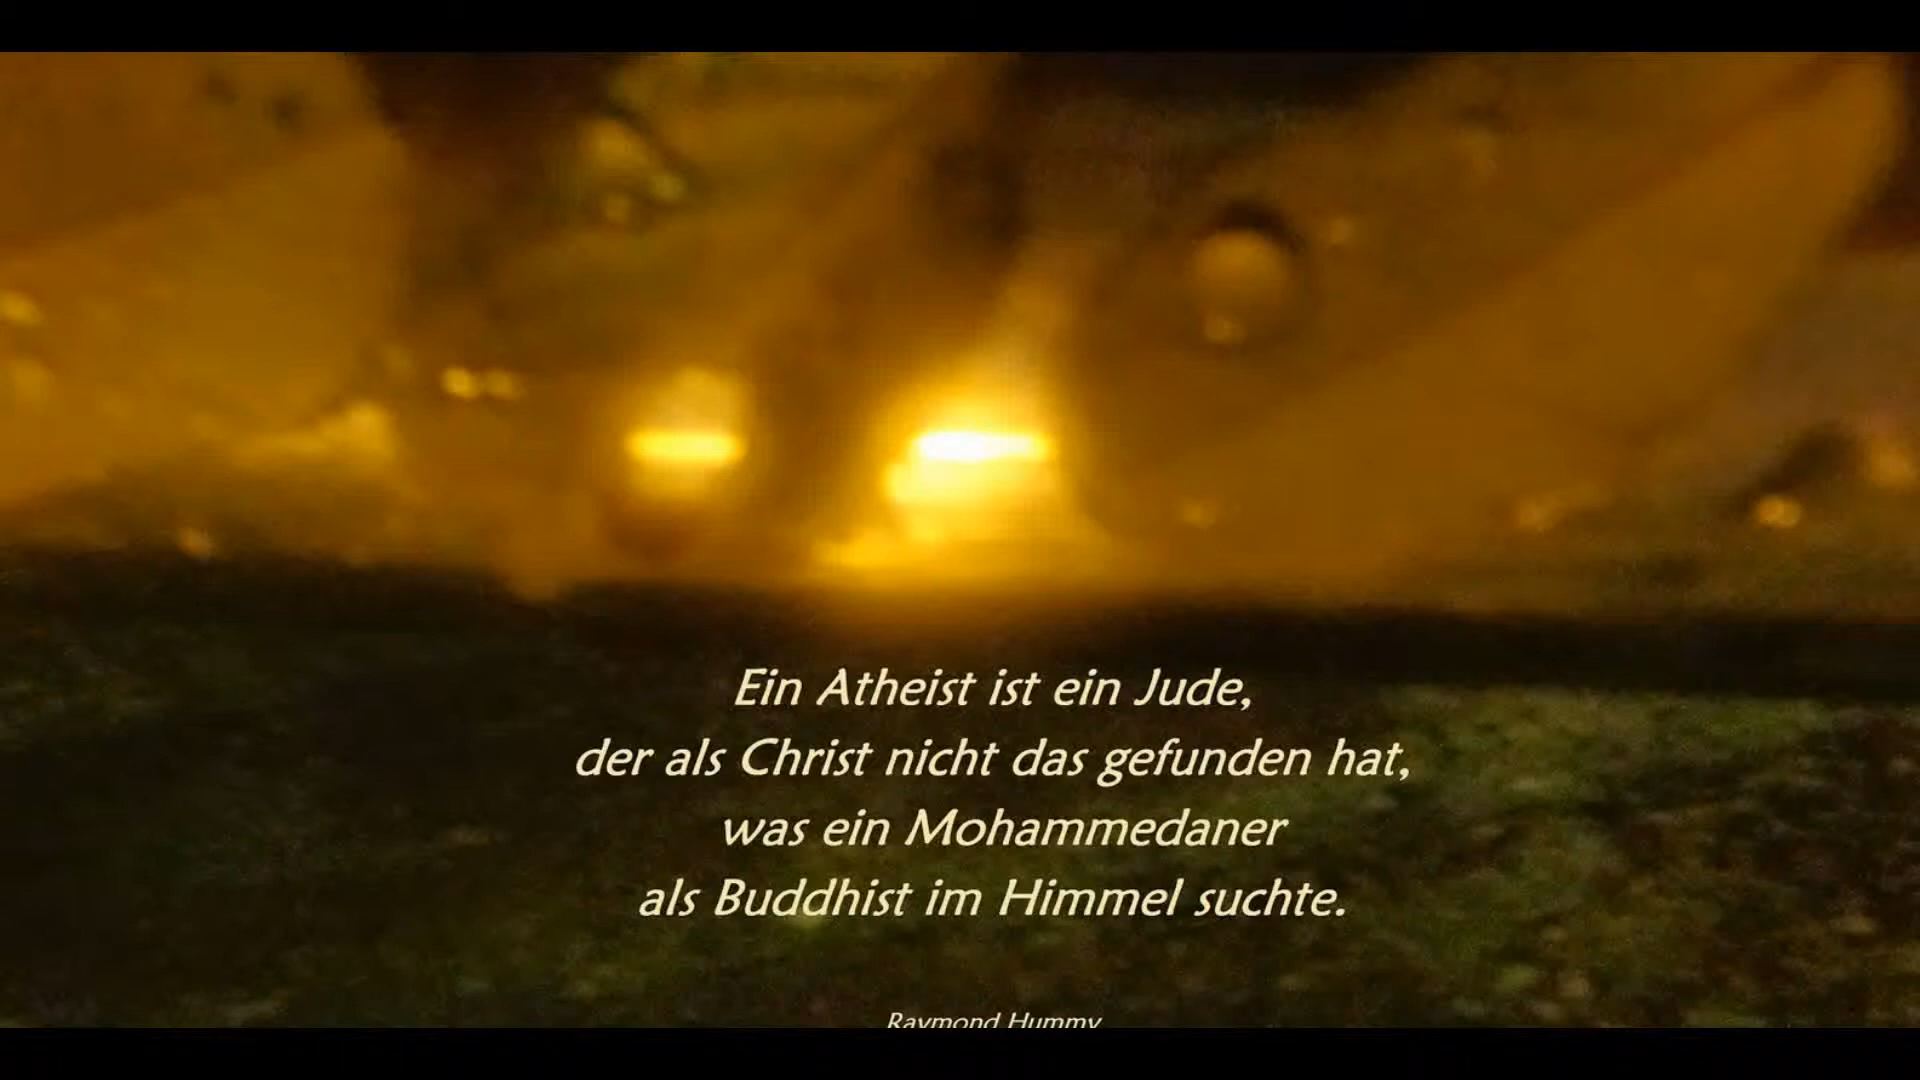 Ein Atheist ist ein Jude,
der als Christ nicht das gefunden hat,
was ein Mohammedaner
als Buddhist im Himmel suchte.
Raymond Hummy